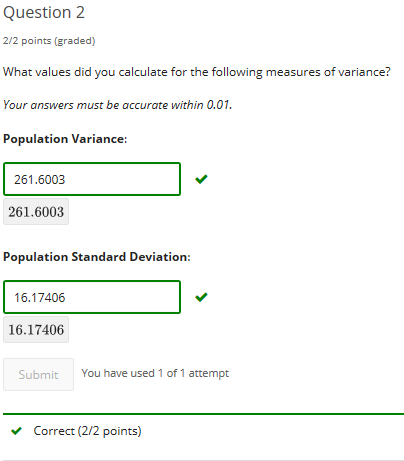 Question 2
2/2 points (graded)
What values did you calculate for the following measures of variance?
Your answers must be accurate within 0.01.
Population Variance:
261.6003
261.6003
Population Standard Deviation:
16.17406
16.17406
Submit You have used 1 of 1 attempt
Correct (2/2 points)